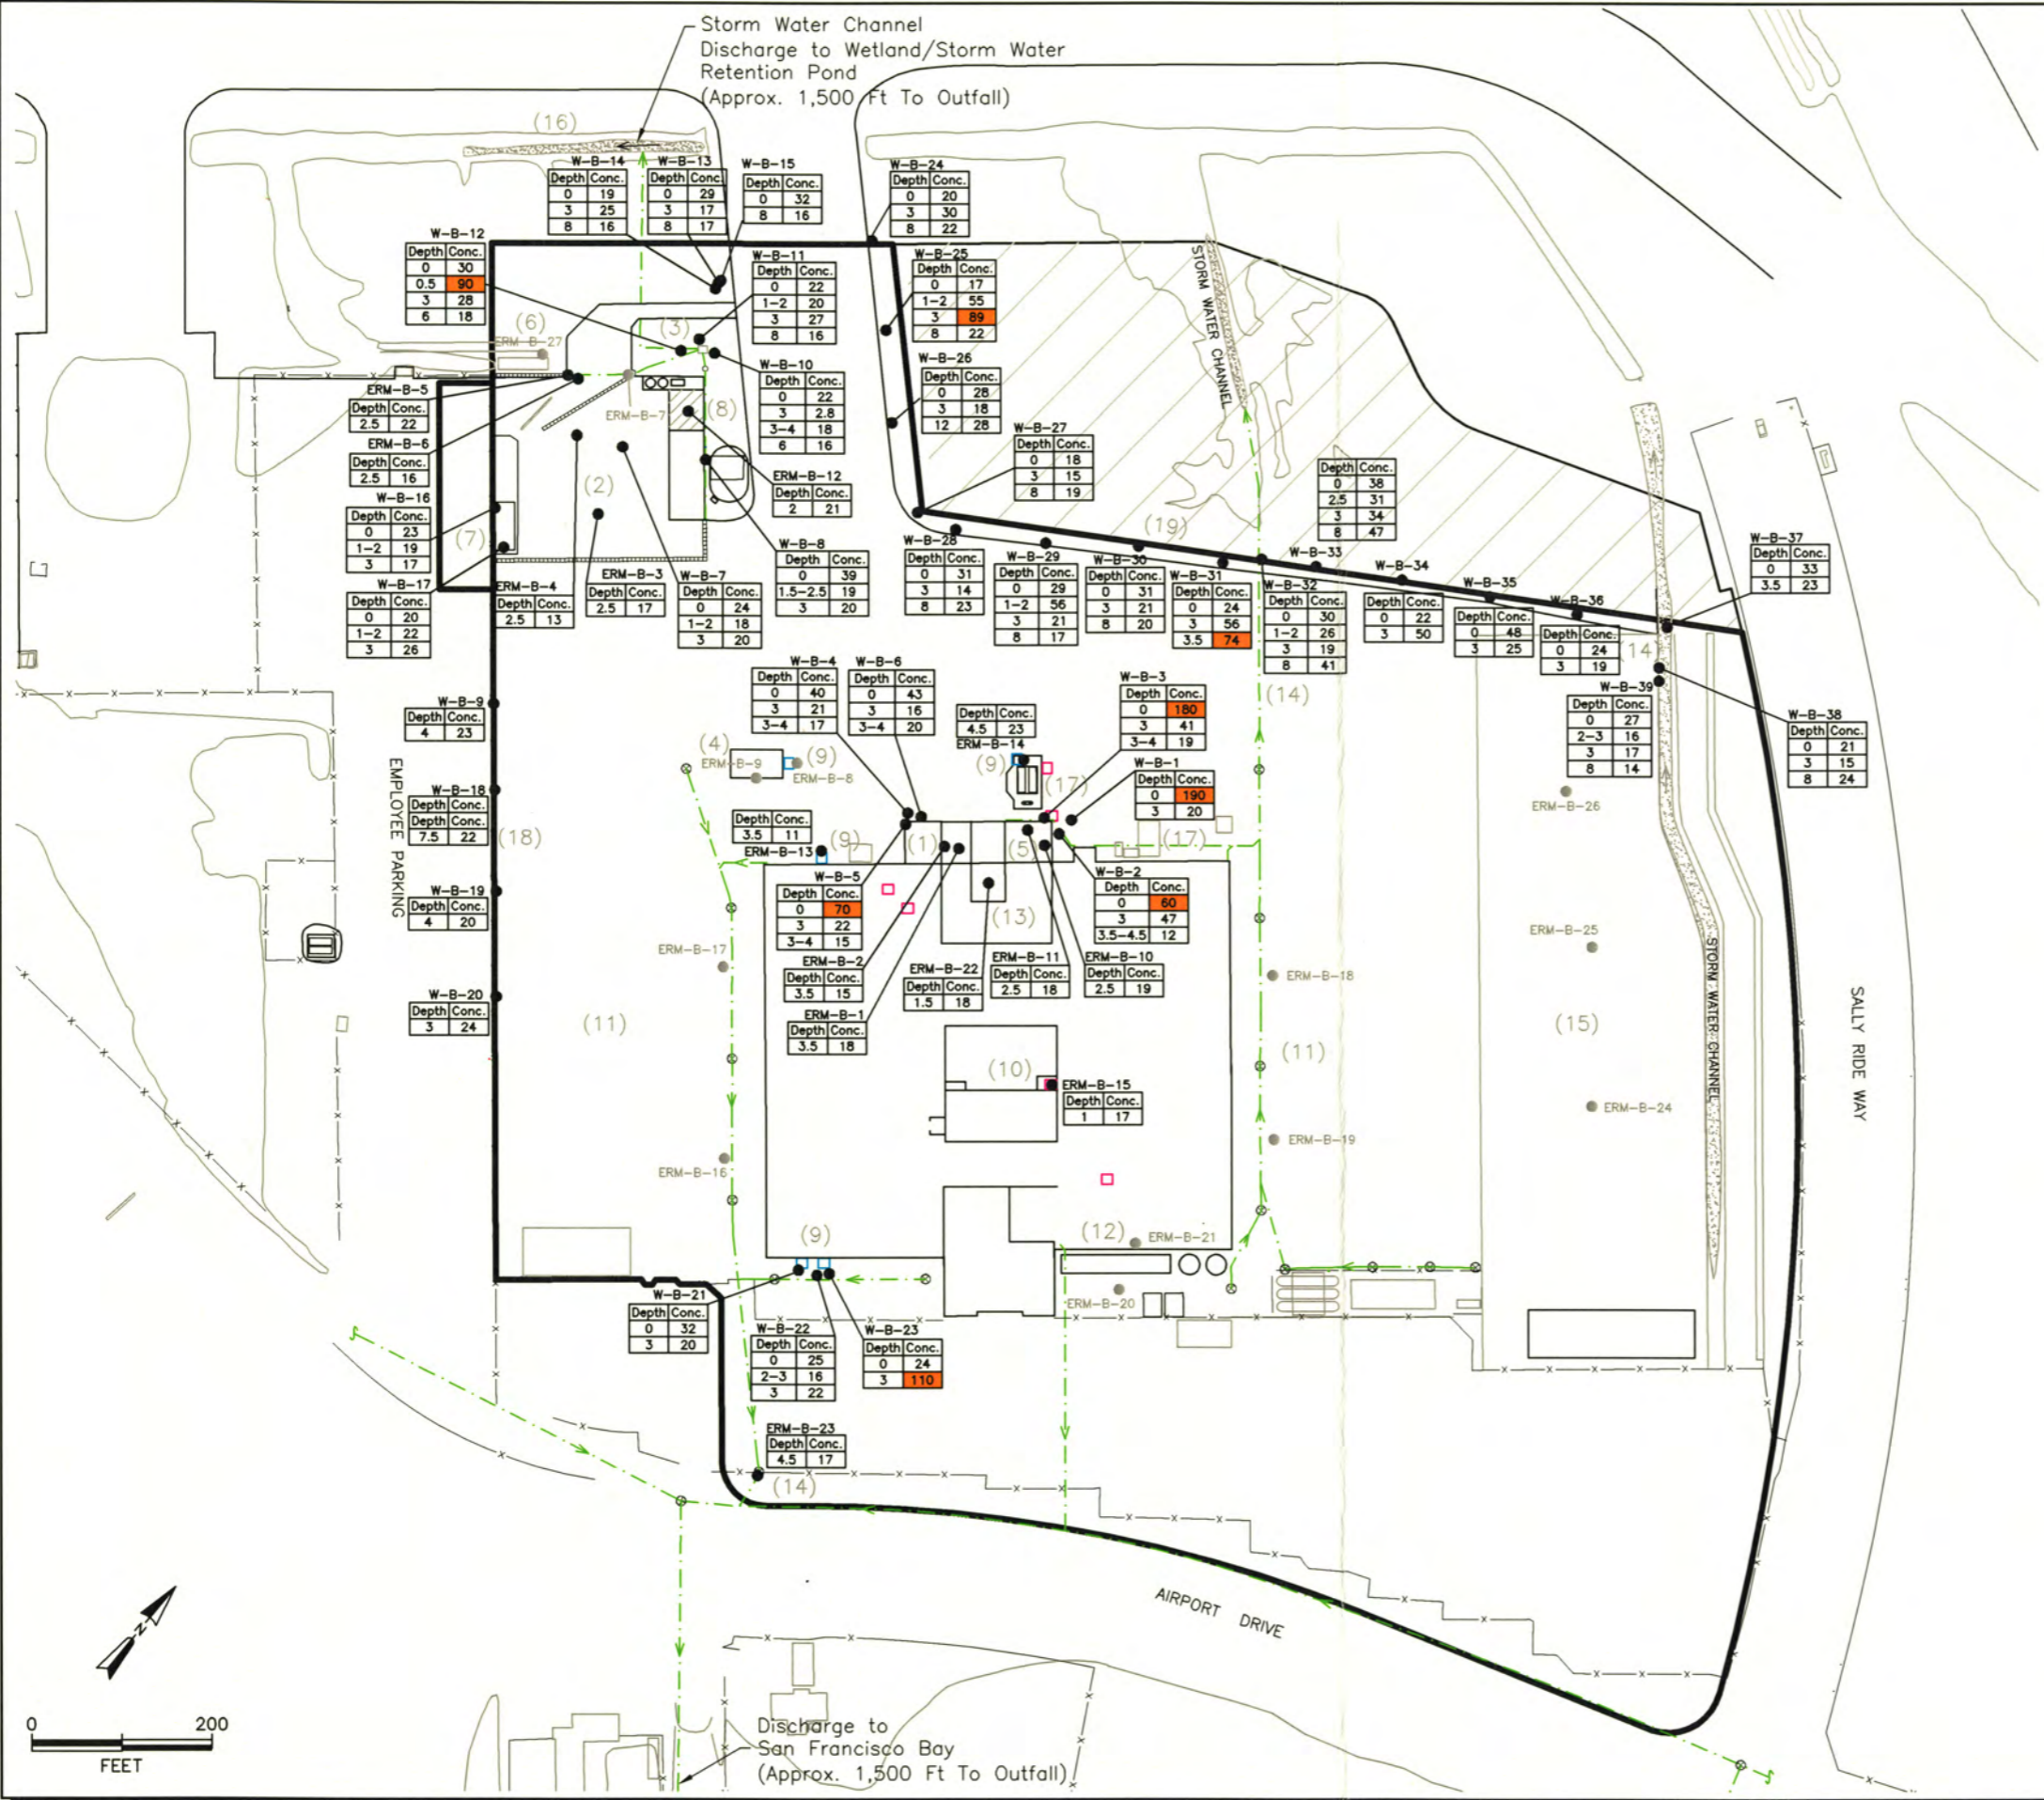 Storm Water Channel
Discharge to Wetland/Storm Water
Retention Pond
(Approx. 1,500 Ft To Outfall)
(16)
W-B-14
Depth Conc.
0 19
3 25
8 16
W-B-13
Depth Conc.
0 29
3 17
8 17
W-B-15
Depth Conc.
0 32
8 16
W-B-24
Depth Conc.
0 20
3 30
8 22
W-B-12
Depth Conc.
0 30
0.5 90
3 28
6 18
W-B-11
Depth Conc.
0 22
1-2 20
3 27
8 16
W-B-25
Depth Conc.
0 17
1-2 55
3 89
8 22
STORM WATER CHANNEL
(6)
ERM-B-27
(3)
W-B-10
Depth Conc.
0 22
3 2.8
3-4 18
6 16
W-B-26
Depth Conc.
0 28
3 18
12 28
ERM-B-5
Depth Conc.
2.5 22
ERM-B-7
(8)
ERM-B-6
Depth Conc.
2.5 16
W-B-27
Depth Conc.
0 18
3 15
8 19
Depth Conc.
0 38
2.5 31
3 34
8 47
ERM-B-12
Depth Conc.
2 21
(2)
W-B-16
Depth Conc.
0 23
1-2 19
3 17
(7)
(19)
W-B-17
Depth Conc.
0 20
1-2 22
3 26
ERM-B-4
Depth Conc.
2.5 13
ERM-B-3
Depth Conc.
2.5 17
W-B-7
Depth Conc.
0 24
1-2 18
3 20
W-B-8
Depth Conc.
0 39
1.5-2.5 19
3 20
W-B-28
Depth Conc.
0 31
3 14
8 23
W-B-29
Depth Conc.
0 29
1-2 56
3 21
8 17
W-B-30
Depth Conc.
0 31
3 21
8 20
W-B-31
Depth Conc.
0 24
3 56
3.5 74
W-B-32
Depth Conc.
0 30
1-2 26
3 19
8 41
W-B-33
W-B-34
Depth Conc.
0 22
3 50
W-B-35
Depth Conc.
0 48
3 25
W-B-36
Depth Conc.
0 24
3 19
W-B-37
Depth Conc.
0 33
3.5 23
(14)
W-B-39
Depth Conc.
0 27
2-3 16
3 17
8 14
W-B-38
Depth Conc.
0 21
3 15
8 24
W-B-9
Depth Conc.
4 23
W-B-4
Depth Conc.
0 40
3 21
3-4 17
W-B-6
Depth Conc.
0 43
3 16
3-4 20
Depth Conc.
4.5 23
ERM-B-14
W-B-3
Depth Conc.
0 180
3 41
3-4 19
(14)
(4)
ERM-B-9
(9)
ERM-B-8
(9)
(17)
W-B-1
Depth Conc.
0 190
3 20
ERM-B-26
EMPLOYEE PARKING
W-B-18
Depth Conc.
Depth Conc.
7.5 22
(18)
Depth Conc.
3.5 11
ERM-B-13
(9)
(1)
(5)
(17)
W-B-19
Depth Conc.
4 20
W-B-5
Depth Conc.
0 70
3 22
3-4 15
(13)
W-B-2
Depth Conc.
0 60
3 47
3.5-4.5 12
ERM-B-17
ERM-B-25
ERM-B-2
Depth Conc.
3.5 15
ERM-B-22
Depth Conc.
1.5 18
ERM-B-11
Depth Conc.
2.5 18
ERM-B-10
Depth Conc.
2.5 19
ERM-B-18
STORM WATER CHANNEL
SALLY RIDE WAY
W-B-20
Depth Conc.
3 24
(11)
ERM-B-1
Depth Conc.
3.5 18
(15)
(11)
(10)
ERM-B-15
Depth Conc.
1 17
ERM-B-24
ERM-B-16
ERM-B-19
(9)
(12)
ERM-B-21
W-B-21
Depth Conc.
0 32
3 20
ERM-B-20
W-B-22
Depth Conc.
0 25
2-3 16
3 22
W-B-23
Depth Conc.
0 24
3 110
ERM-B-23
Depth Conc.
4.5 17
(14)
AIRPORT DRIVE
N
0 200
FEET
Discharge to
San Francisco Bay
(Approx. 1,500 Ft To Outfall)